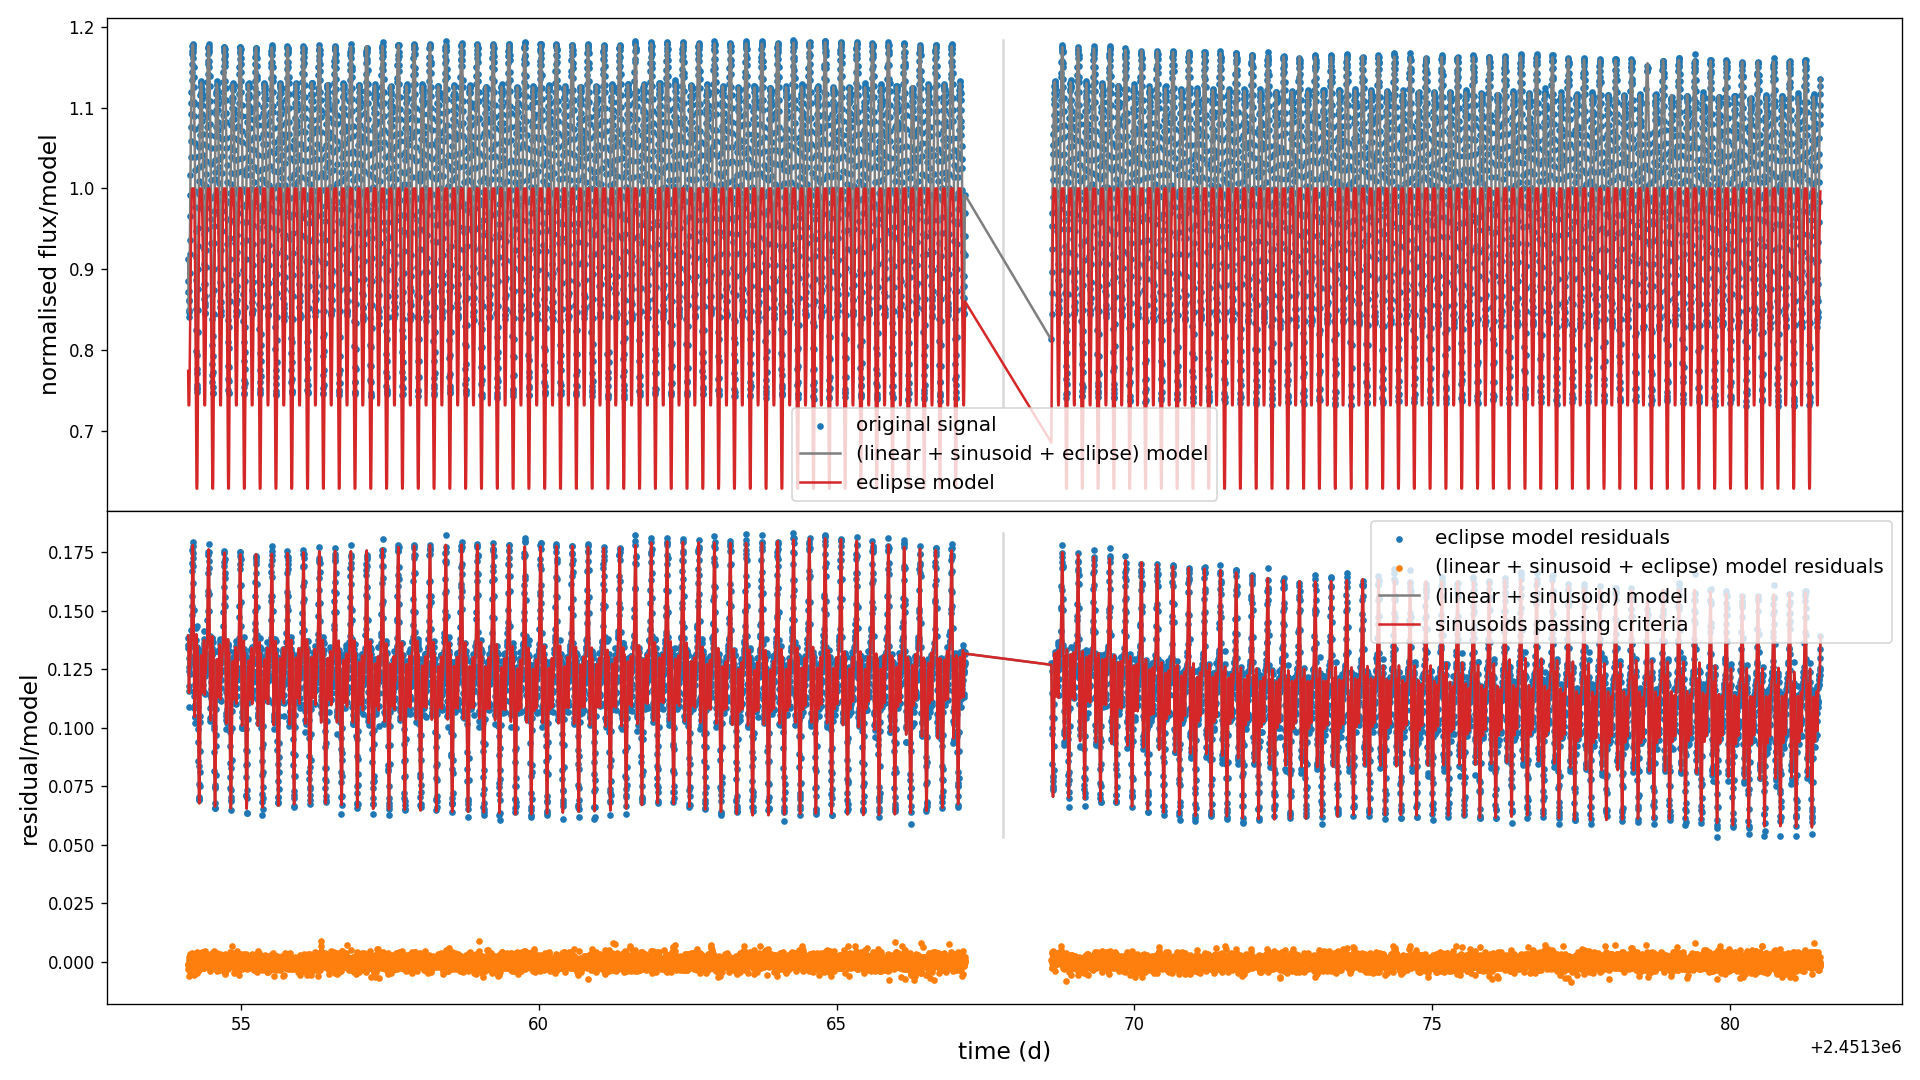 normalised flux/model
1.2
1.1
1.0
0.9
0.8
0.7
original signal
(linear + sinusoid + eclipse) model
eclipse model
residual/model
0.175
0.150
0.125
0.100
0.075
0.050
0.025
0.000
eclipse model residuals
(linear + sinusoid + eclipse) model residuals
(linear + sinusoid) model
sinusoids passing criteria
55
60
65
70
75
80
time (d)
+2.4513e6